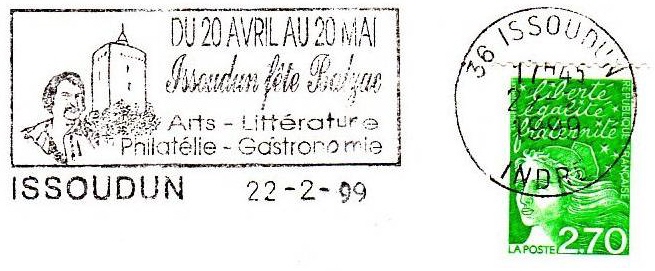 DU 20 AVRIL AU 20 MAI
Issoudun fête Balzac
Arts - Littérature
Philatélie - Gastronomie
ISSOUDUN 22-2-99
36 ISSOUDUN
17H45
INDRE
Liberté
égalité
fraternité
REPUBLIQUE FRANÇAISE
LA POSTE 2,70